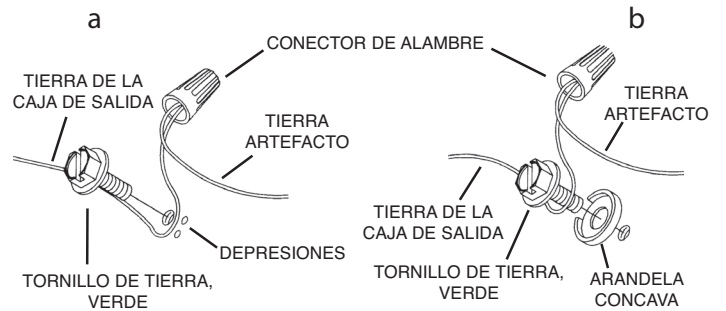 a
b
CONECTOR DE ALAMBRE
TIERRA DE LA
CAJA DE SALIDA
TIERRA
ARTEFACTO
DEPRESIONES
TORNILLO DE TIERRA,
VERDE
TIERRA
ARTEFACTO
TIERRA DE LA
CAJA DE SALIDA
TORNILLO DE TIERRA,
VERDE
ARANDELA
CONCAVA